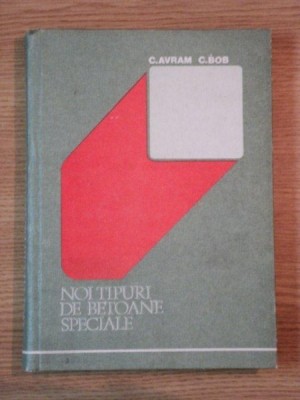 C.AVRAM C.BOB
NOI TIPURI
DE BETOANE
SPECIALE